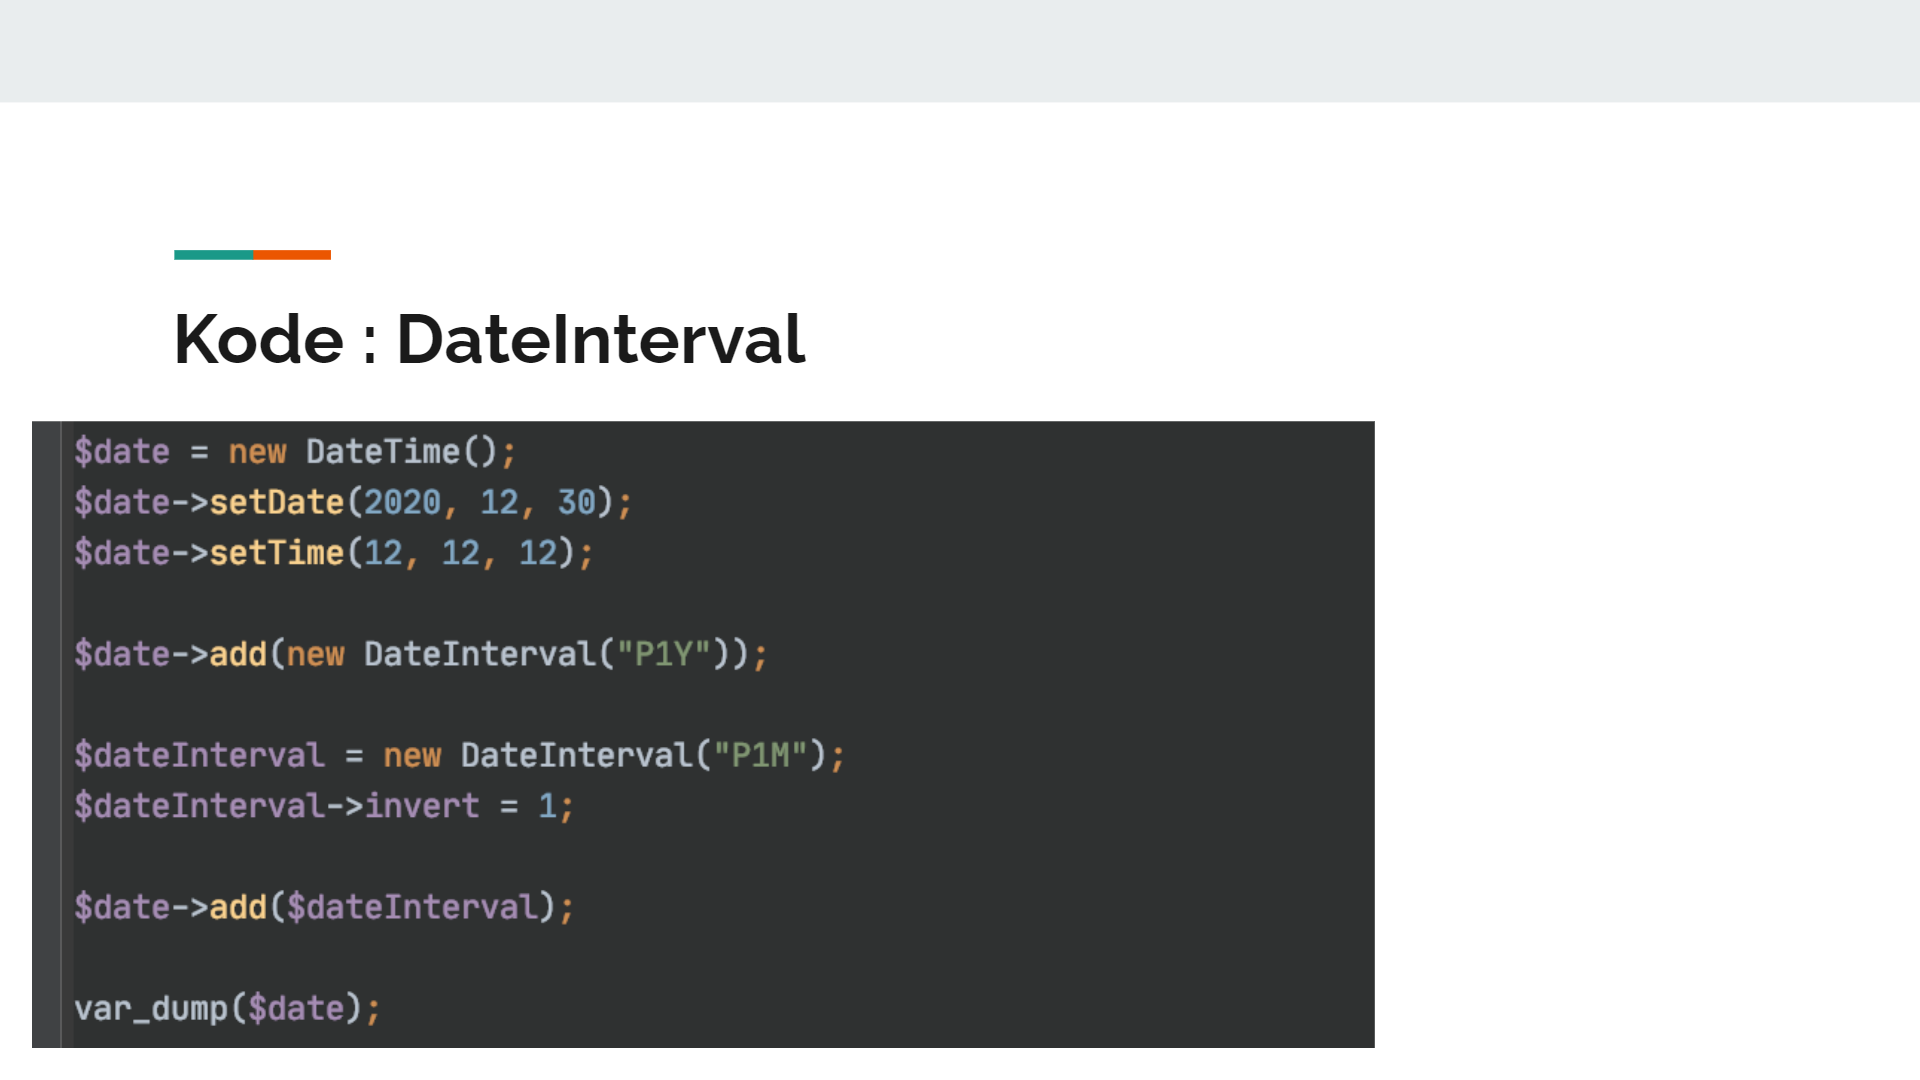 Kode : DateInterval
$date = new DateTime();
$date->setDate(2020, 12, 30);
$date->setTime(12, 12, 12);
$date->add(new DateInterval("P1Y"));
$dateInterval = new DateInterval("P1M");
$dateInterval->invert = 1;
$date->add($dateInterval);
var_dump($date);